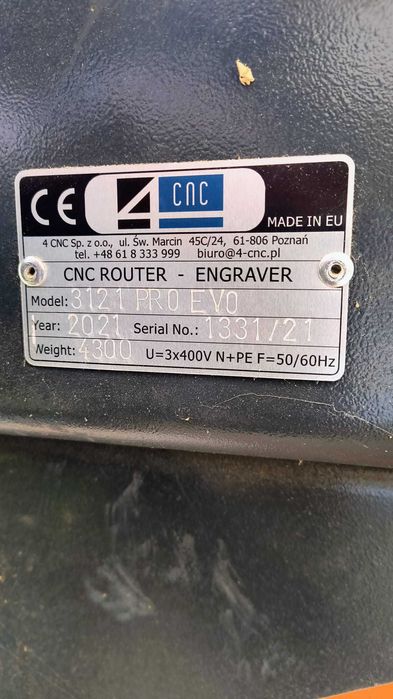 CE 4 CNC
MADE IN EU
4 CNC Sp. z o.o., ul. Św. Marcin 45C/24, 61-806 Poznań
tel. +48 61 8 333 999 biuro@4-cnc.pl
CNC ROUTER - ENGRAVER
Model: 3121 PRO EVO
Year: 2021 Serial No.: 1331/21
Weight: 4300 U=3x400V N+PE F=50/60Hz